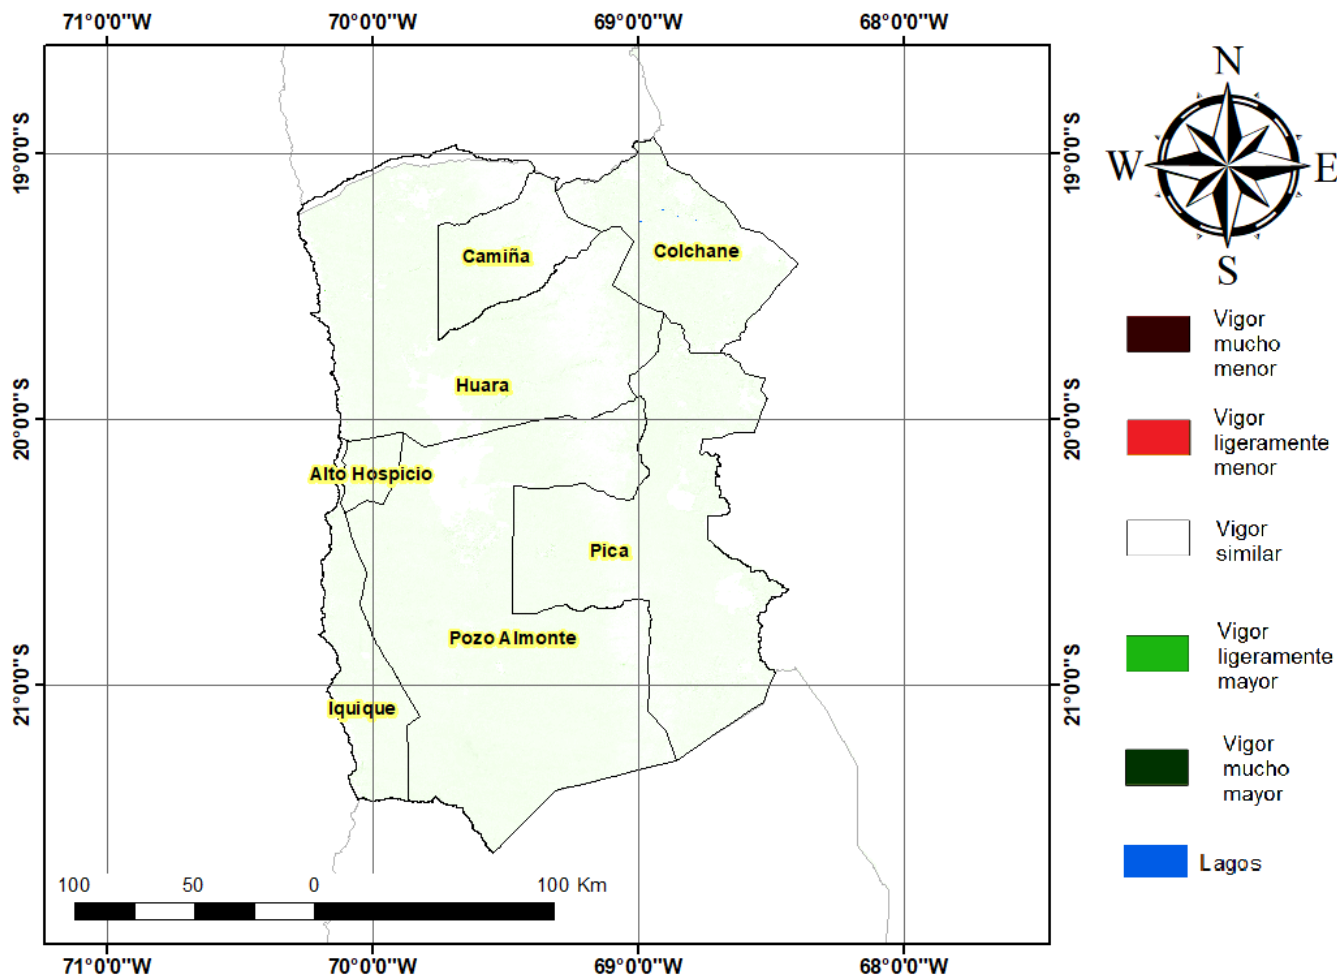 71°0'0"W 70°0'0"W 69°0'0"W 68°0'0"W
N
W E
S
19°0'0"S 19°0'0"S
Camiña
Colchane
Vigor
mucho
menor
Huara
20°0'0"S 20°0'0"S
Vigor
ligeramente
menor
Alto Hospicio
Pica
Vigor
similar
Pozo Almonte
Vigor
ligeramente
mayor
21°0'0"S 21°0'0"S
Iquique
Vigor
mucho
mayor
Lagos
100 50 0 100 Km
71°0'0"W 70°0'0"W 69°0'0"W 68°0'0"W